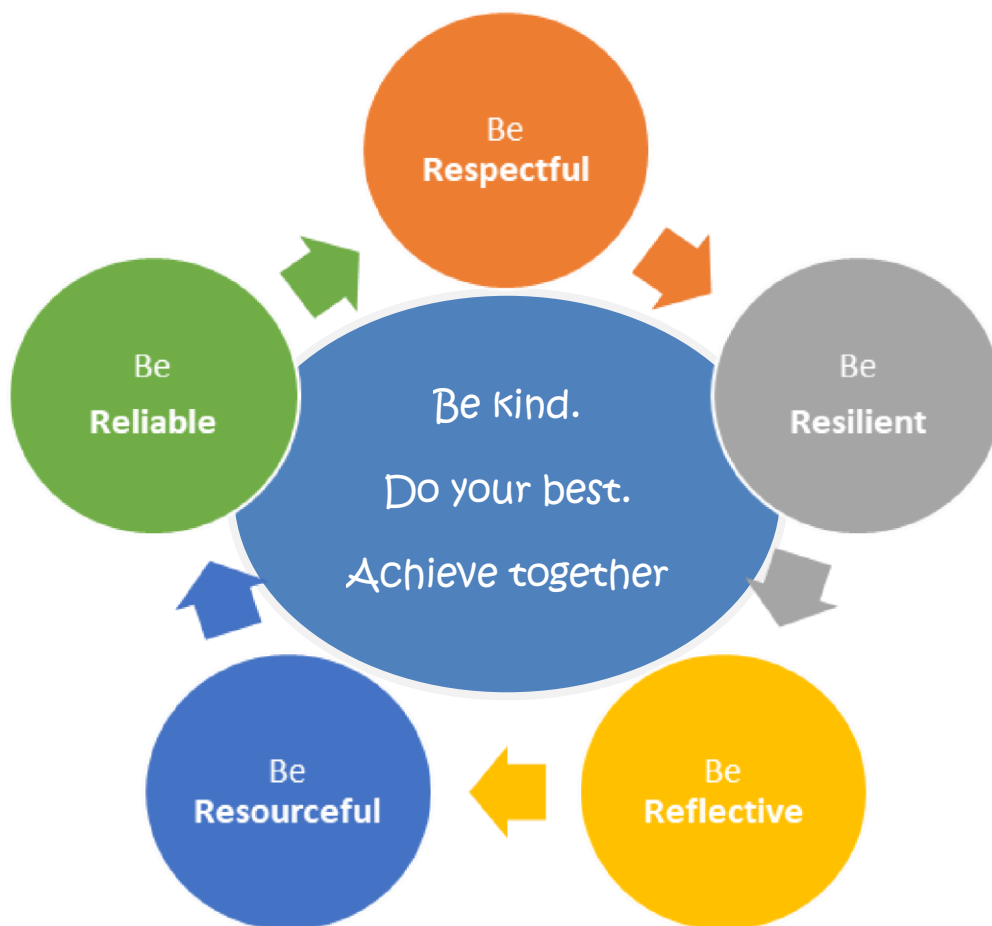 Be
Respectful
Be
Resilient
Be
Reflective
Be
Resourceful
Be
Reliable
Be kind.
Do your best.
Achieve together